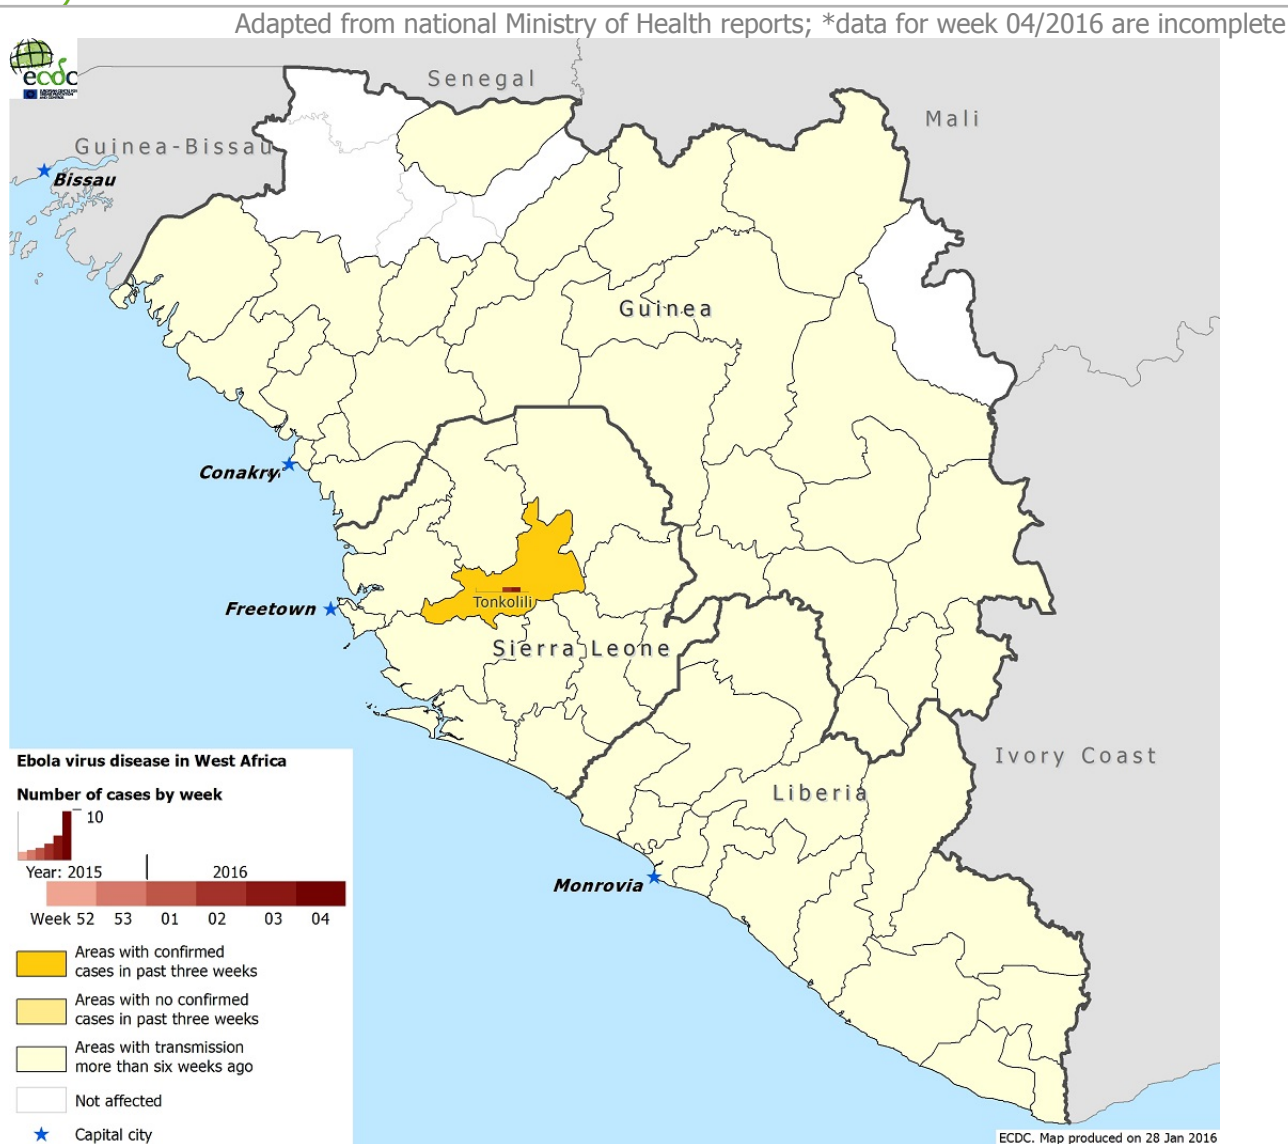 Adapted from national Ministry of Health reports; *data for week 04/2016 are incomplete
ecdc
Senegal
Mali
Guinea-Bissau
Bissau
Guinea
Conakry
Freetown
Tonkolili
Sierra Leone
Ivory Coast
Liberia
Monrovia
Ebola virus disease in West Africa
Number of cases by week
10
Year: 2015 2016
Week 52 53 01 02 03 04
Areas with confirmed
cases in past three weeks
Areas with no confirmed
cases in past three weeks
Areas with transmission
more than six weeks ago
Not affected
Capital city
ECDC. Map produced on 28 Jan 2016